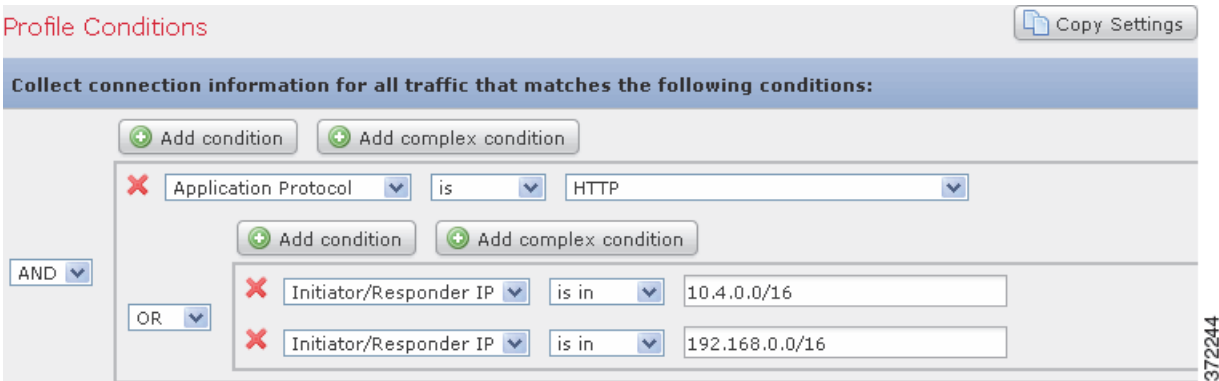 Profile Conditions
Copy Settings
Collect connection information for all traffic that matches the following conditions:
Add condition Add complex condition
Application Protocol is HTTP
Add condition Add complex condition
AND
Initiator/Responder IP is in 10.4.0.0/16
OR
Initiator/Responder IP is in 192.168.0.0/16
372244